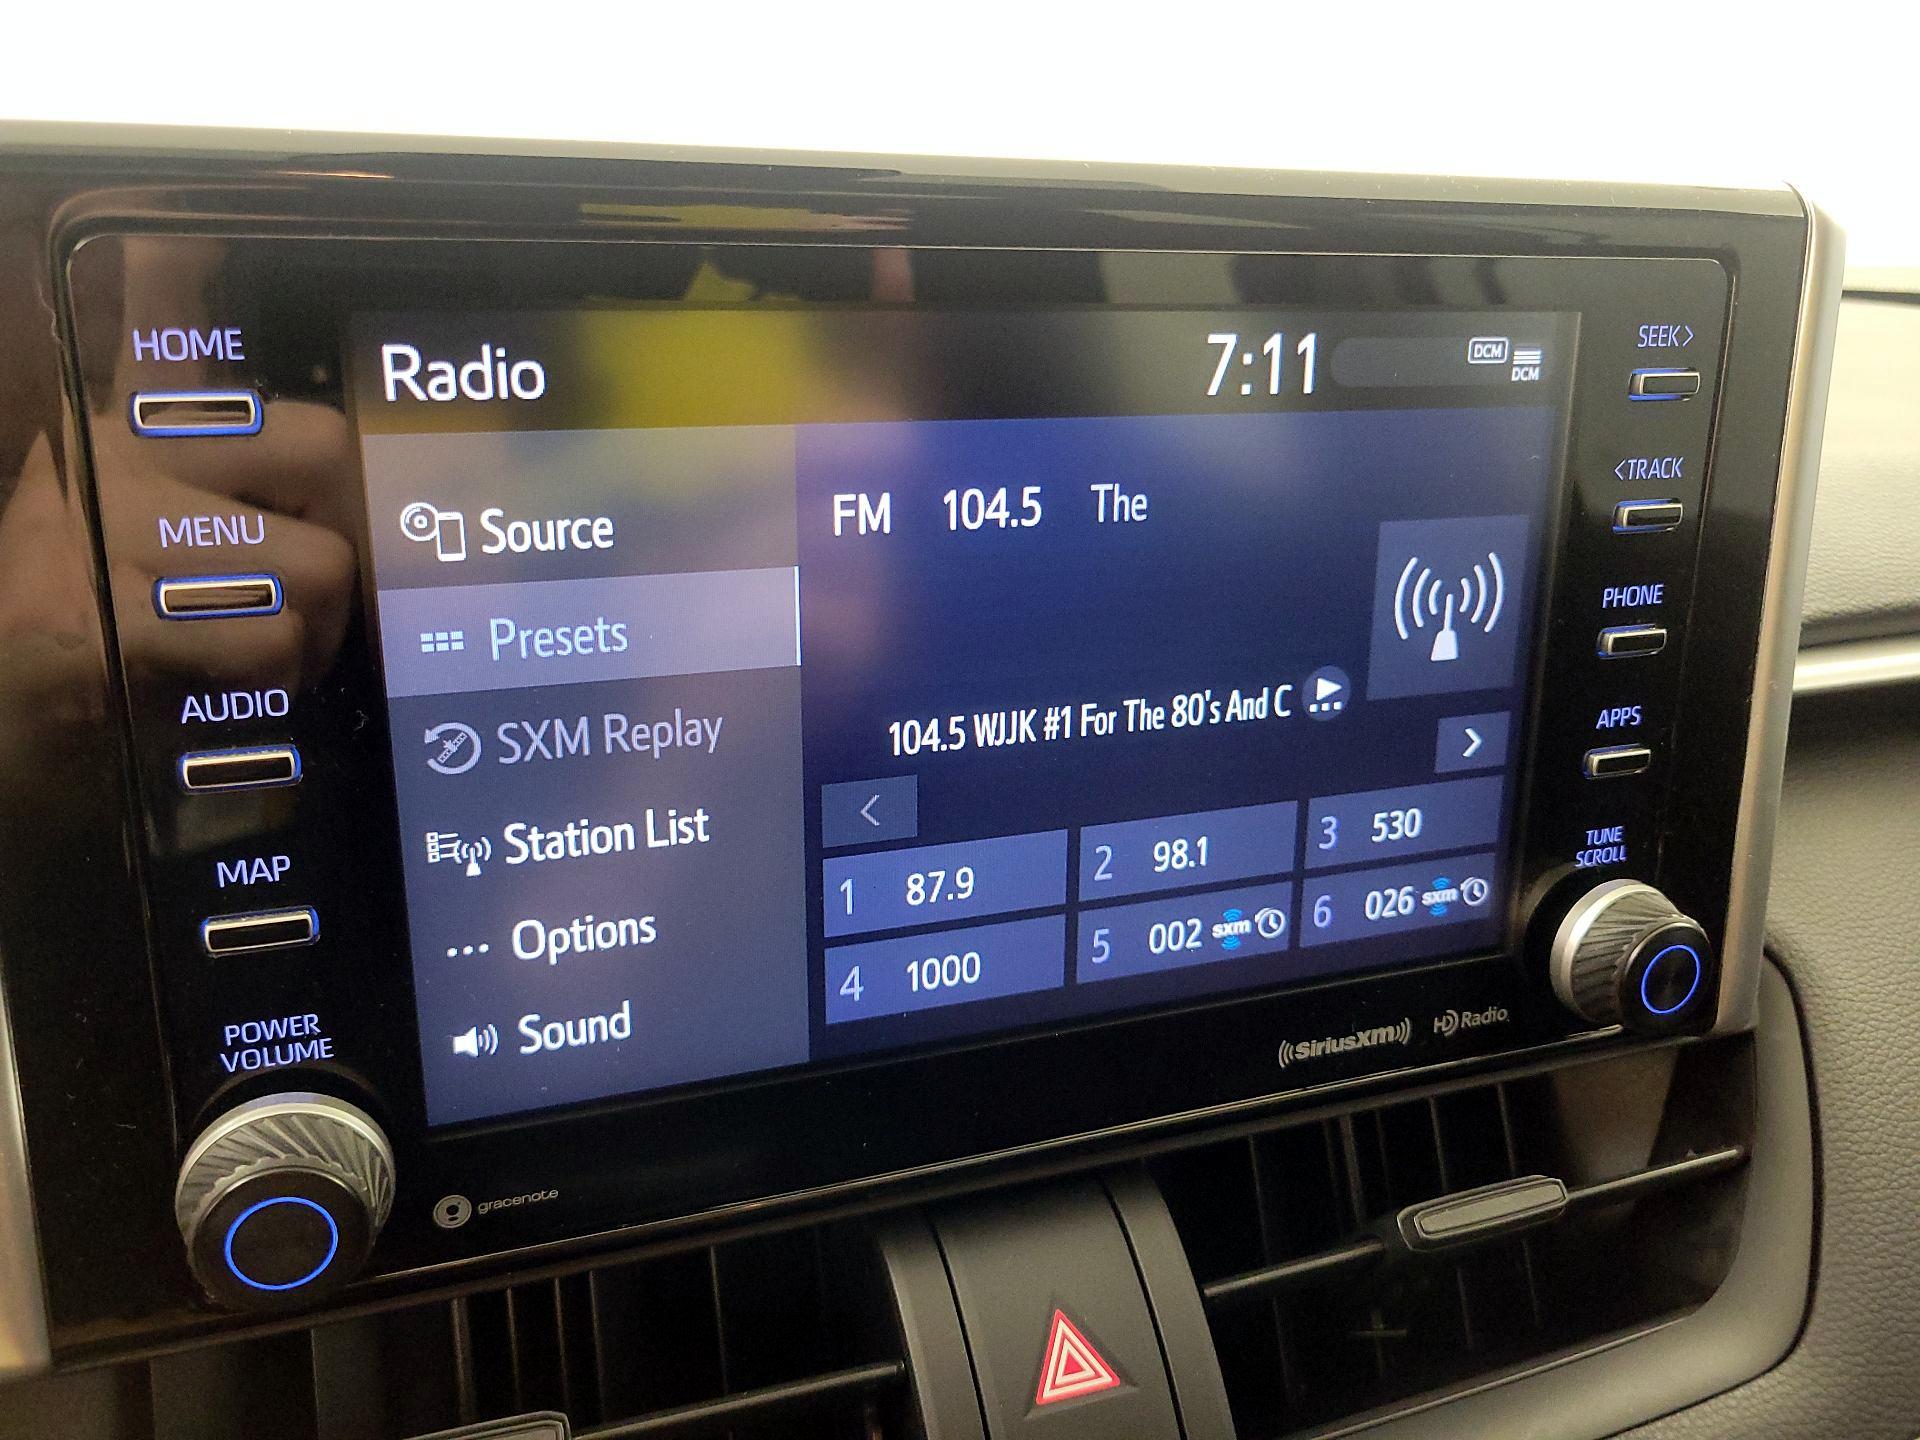 HOME
MENU
AUDIO
MAP
POWER
VOLUME
Radio
7:11
DCM
DCM
Source
Presets
SXM Replay
Station List
... Options
Sound
FM 104.5 The
104.5 WJJK #1 For The 80's And C
<
>
1 87.9
2 98.1
3 530
4 1000
5 002 sxm
6 026 sxm
SEEK>
<TRACK
PHONE
APPS
TUNE
SCROLL
gracenote
((SiriusXM))
HD Radio